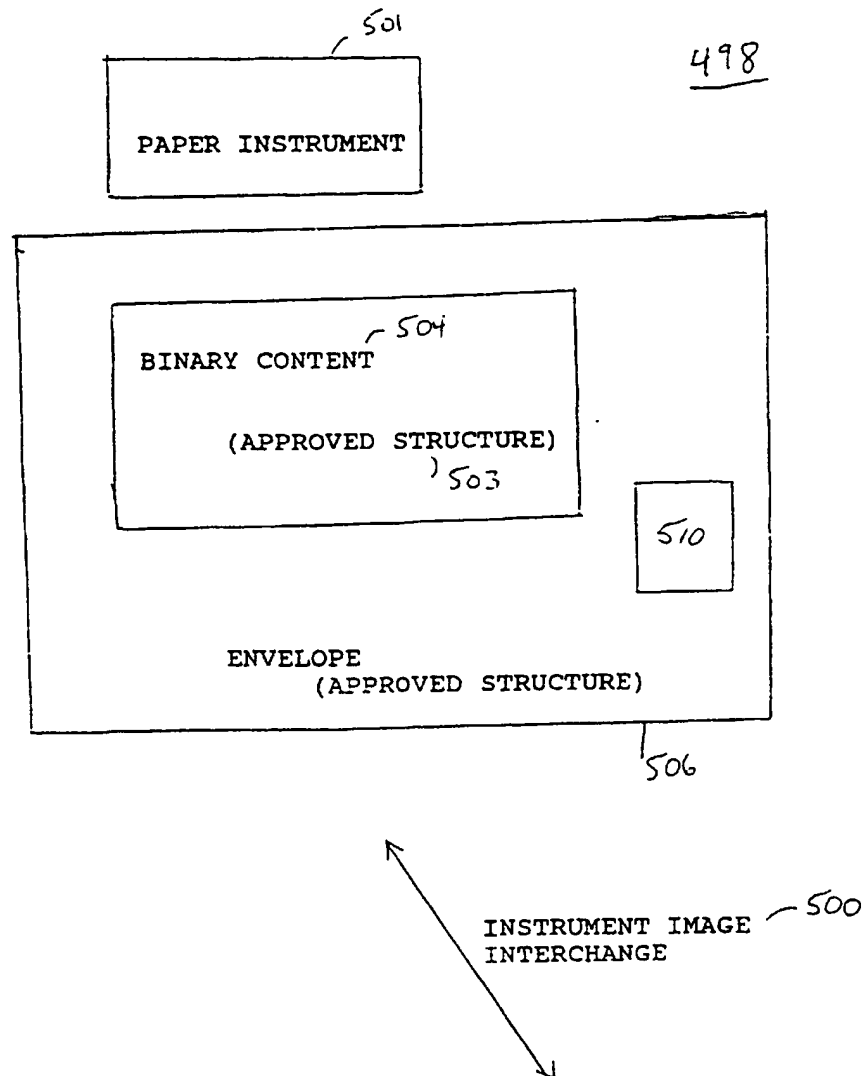 501
498
PAPER INSTRUMENT
504
BINARY CONTENT
(APPROVED STRUCTURE)
503
510
ENVELOPE
(APPROVED STRUCTURE)
506
500
INSTRUMENT IMAGE
INTERCHANGE